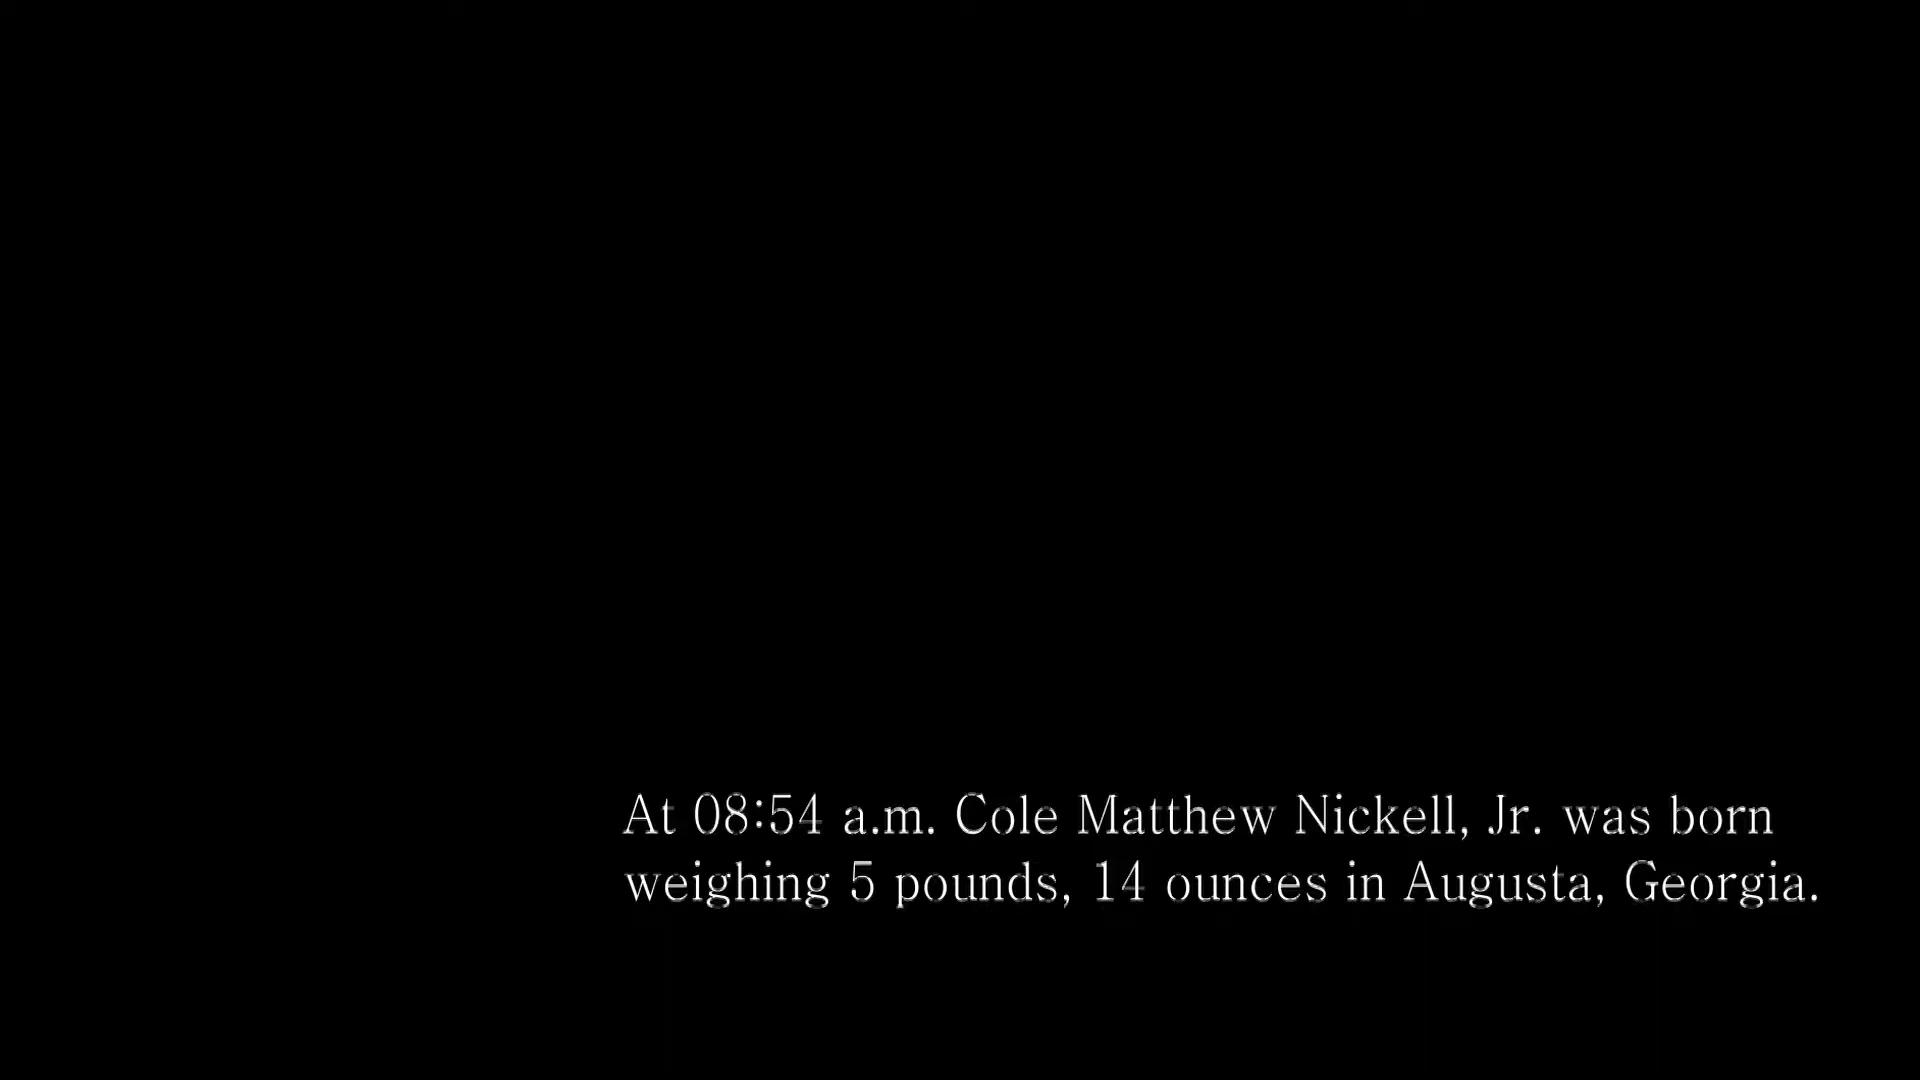 At 08:54 a.m. Cole Matthew Nickell, Jr. was born
weighing 5 pounds, 14 ounces in Augusta, Georgia.